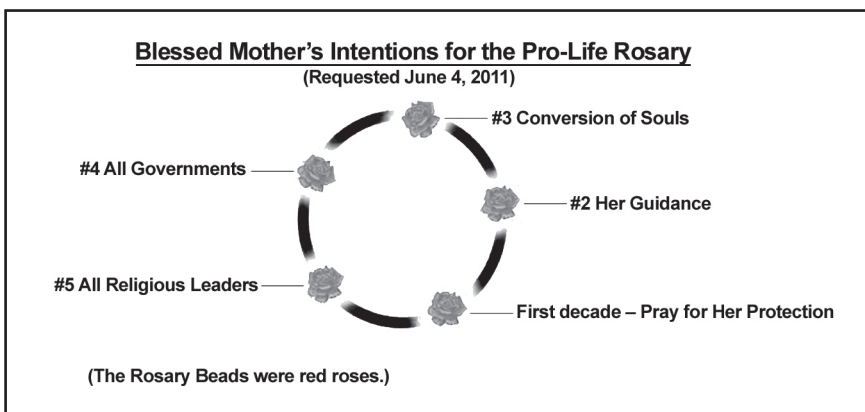 Blessed Mother's Intentions for the Pro-Life Rosary
(Requested June 4, 2011)
#3 Conversion of Souls
#4 All Governments
#2 Her Guidance
#5 All Religious Leaders
First decade – Pray for Her Protection
(The Rosary Beads were red roses.)